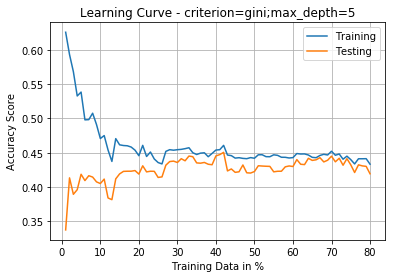 Learning Curve - criterion=gini;max_depth=5
Training
Testing
Accuracy Score
0.60
0.55
0.50
0.45
0.40
0.35
0 10 20 30 40 50 60 70 80
Training Data in %